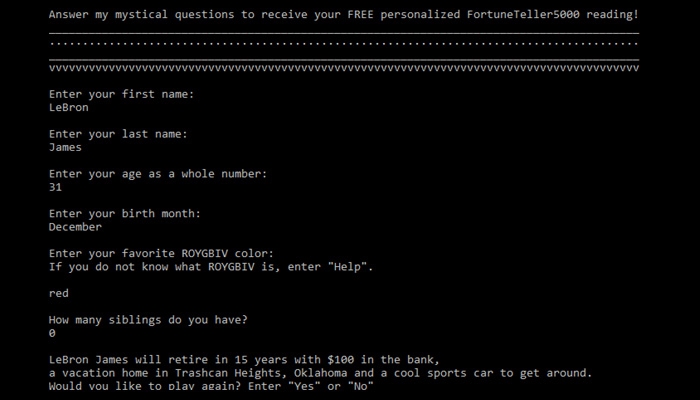 Answer my mystical questions to receive your FREE personalized FortuneTeller5000 reading!
__________________________________________________________________________________________
..........................................................................................
__________________________________________________________________________________________
vvvvvvvvvvvvvvvvvvvvvvvvvvvvvvvvvvvvvvvvvvvvvvvvvvvvvvvvvvvvvvvvvvvvvvvvvvvvvvvvvvvvvvvvvv
Enter your first name:
LeBron
Enter your last name:
James
Enter your age as a whole number:
31
Enter your birth month:
December
Enter your favorite ROYGBIV color:
If you do not know what ROYGBIV is, enter "Help".
red
How many siblings do you have?
0
LeBron James will retire in 15 years with $100 in the bank,
a vacation home in Trashcan Heights, Oklahoma and a cool sports car to get around.
Would you like to play again? Enter "Yes" or "No"